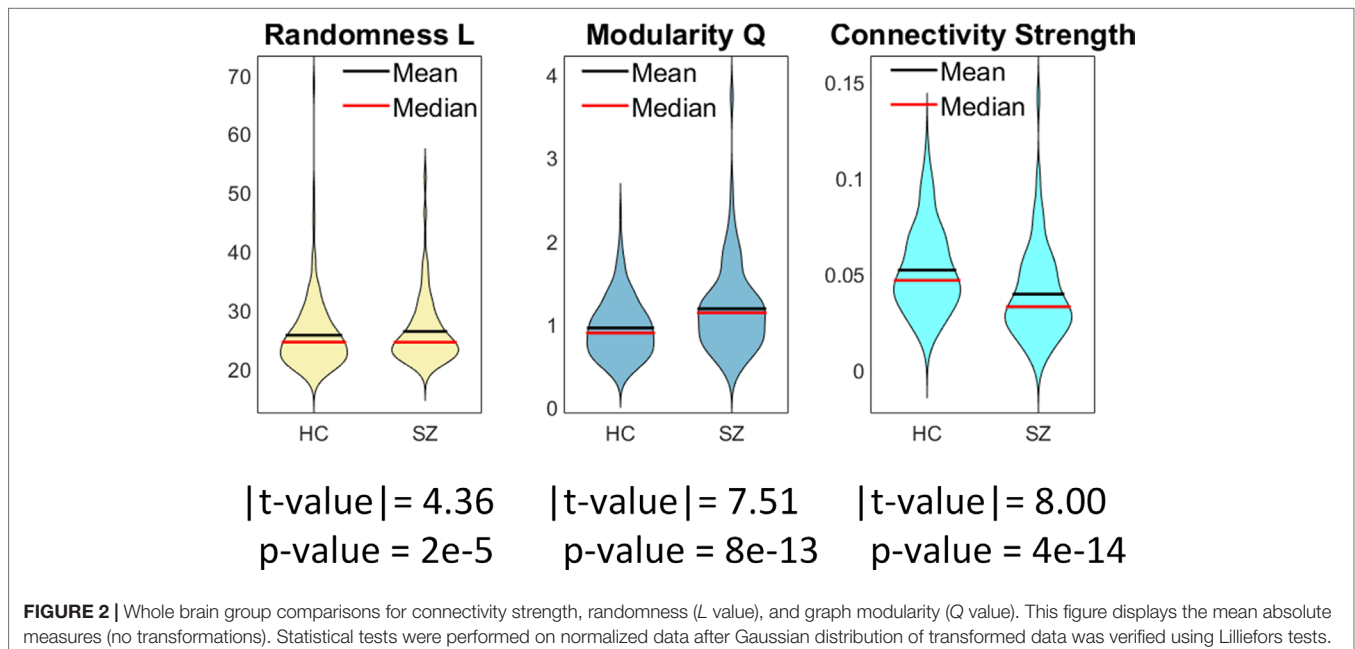 Randomness L
Modularity Q
Connectivity Strength
70
60
50
40
30
20
Mean
Median
HC
SZ
4
3
2
1
0
Mean
Median
HC
SZ
0.15
0.1
0.05
0
Mean
Median
HC
SZ
|t-value|= 4.36
p-value = 2e-5
|t-value|= 7.51
p-value = 8e-13
|t-value|= 8.00
p-value = 4e-14
FIGURE 2 | Whole brain group comparisons for connectivity strength, randomness (L value), and graph modularity (Q value). This figure displays the mean absolute
measures (no transformations). Statistical tests were performed on normalized data after Gaussian distribution of transformed data was verified using Lilliefors tests.